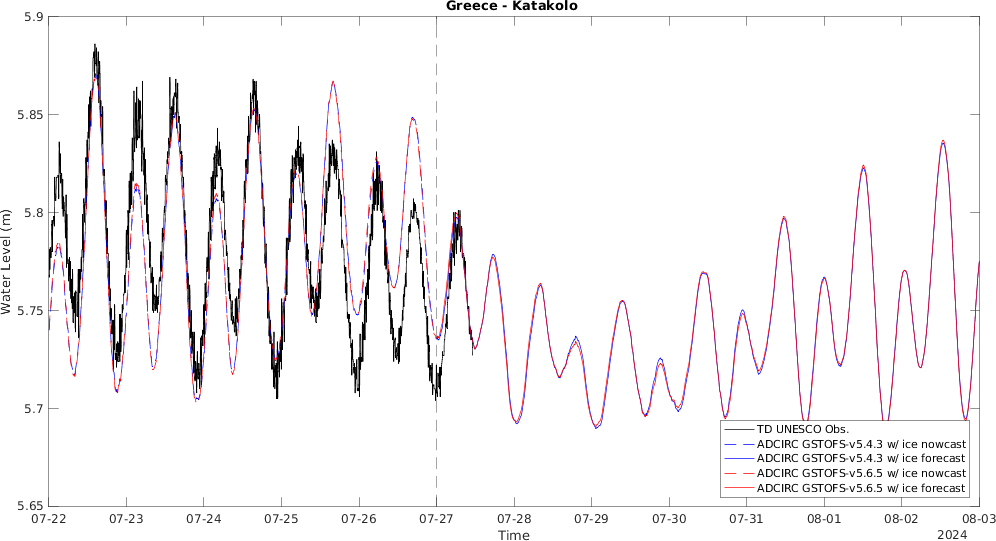 Greece - Katakolo
5.9
5.85
5.8
5.75
5.7
5.65
Water Level (m)
07-22 07-23 07-24 07-25 07-26 07-27 07-28 07-29 07-30 07-31 08-01 08-02 08-03
Time
2024
TD UNESCO Obs.
ADCIRC GSTOFS-v5.4.3 w/ ice nowcast
ADCIRC GSTOFS-v5.4.3 w/ ice forecast
ADCIRC GSTOFS-v5.6.5 w/ ice nowcast
ADCIRC GSTOFS-v5.6.5 w/ ice forecast